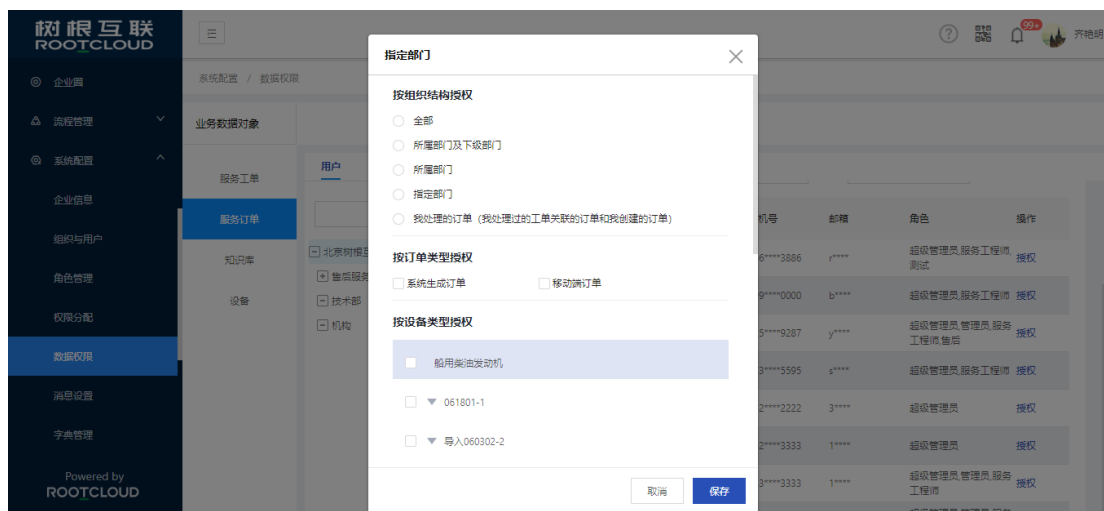 树根互联
ROOTCLOUD
企业圈
流程管理
系统配置
企业信息
组织与用户
角色管理
权限分配
数据权限
消息设置
字典管理
Powered by
ROOTCLOUD
99+
齐艳明
系统配置 / 数据权限
业务数据对象
服务工单
服务订单
知识库
设备
用户
北京树根互
售后服务
技术部
机构
指定部门
按组织结构授权
全部
所属部门及下级部门
所属部门
指定部门
我处理的订单（我处理过的工单关联的订单和我创建的订单）
按订单类型授权
系统生成订单 移动端订单
按设备类型授权
船用柴油发动机
061801-1
导入060302-2
取消 保存
机号 邮箱 角色 操作
6****3886 r**** 超级管理员,服务工程师,测试 授权
9****0000 b**** 超级管理员,服务工程师 授权
5****9287 y**** 超级管理员,管理员,服务工程师,售后 授权
3****5595 s**** 超级管理员,服务工程师 授权
2****2222 3**** 超级管理员 授权
2****3333 1**** 超级管理员 授权
3****3333 1**** 超级管理员,管理员,服务工程师 授权